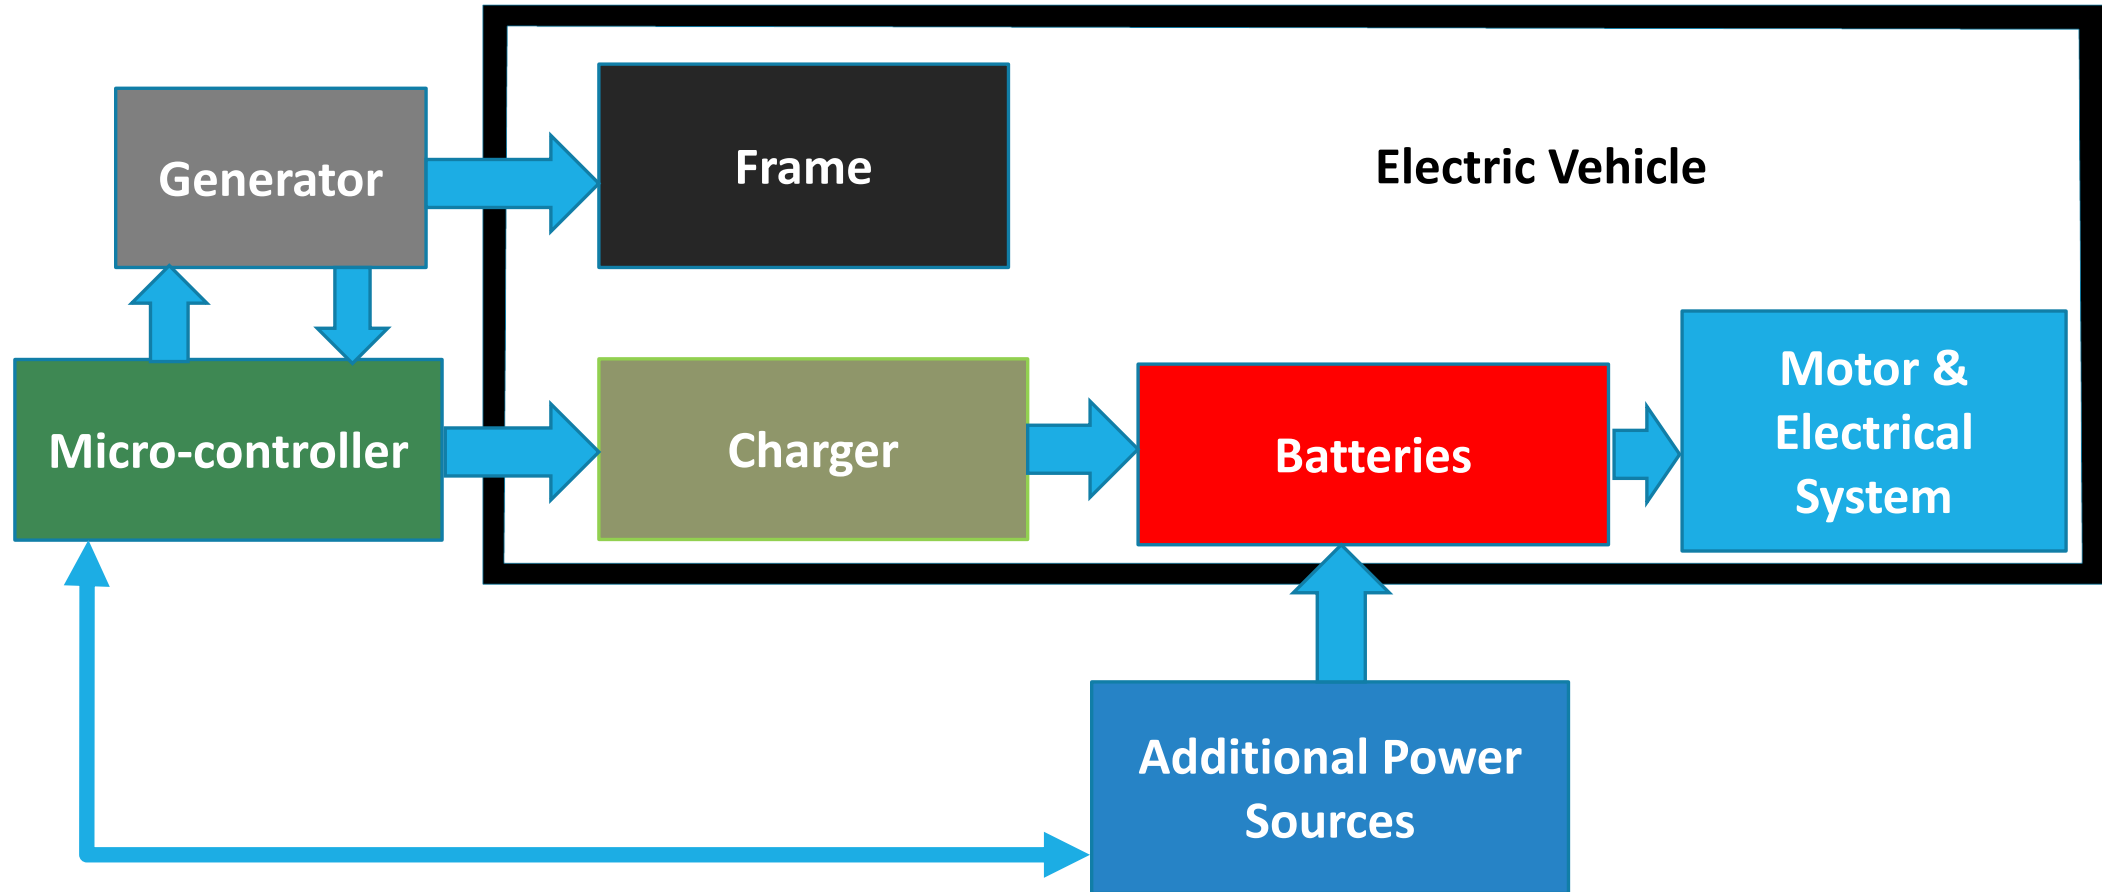 Generator
Frame
Electric Vehicle
Micro-controller
Charger
Batteries
Motor &
Electrical
System
Additional Power
Sources